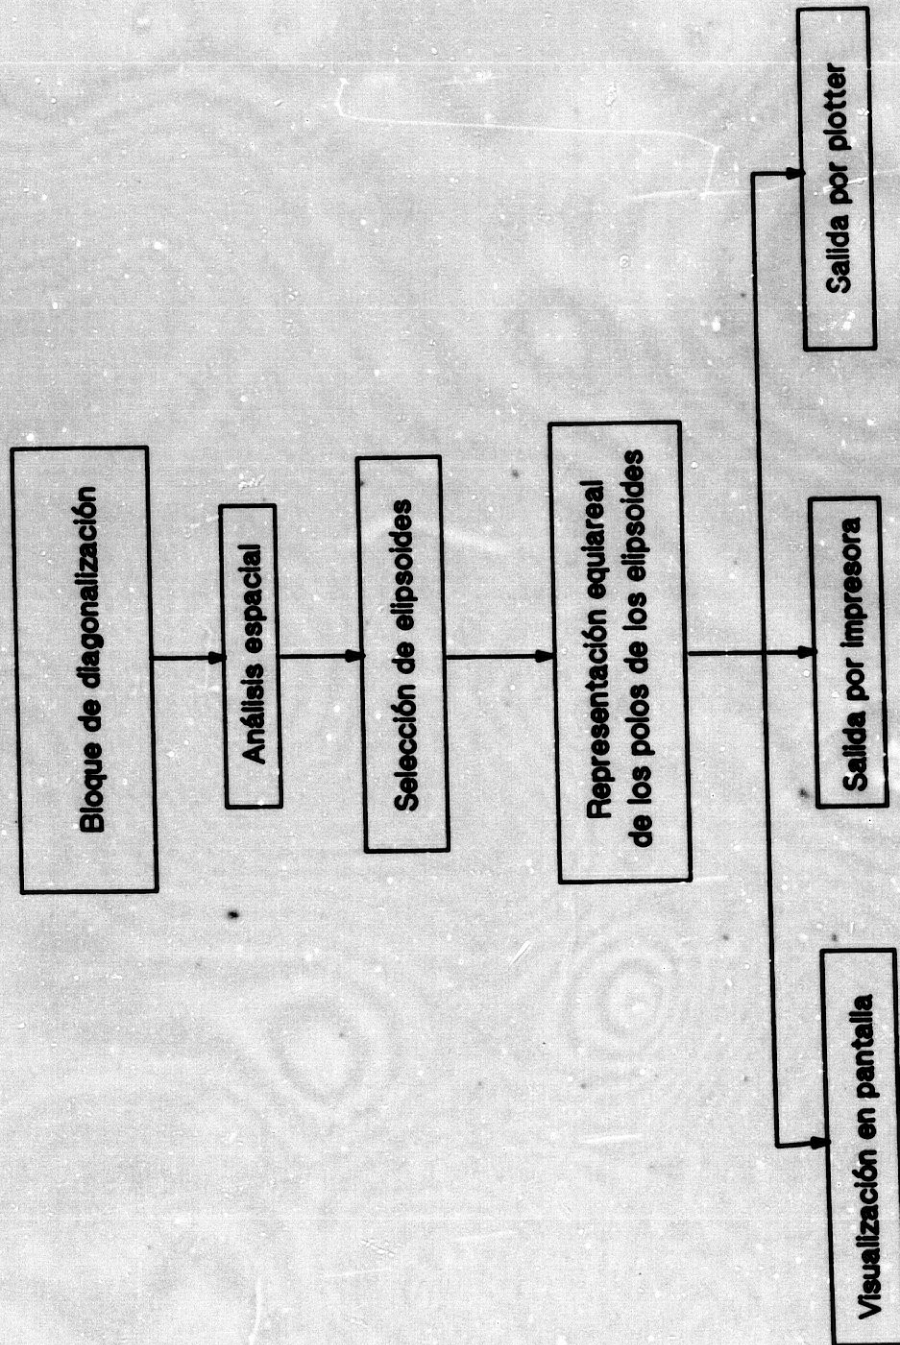 Bloque de diagonalización
Análisis espacial
Selección de elipsoides
Representación equiareal
de los polos de los elipsoides
Visualización en pantalla
Salida por impresora
Salida por plotter